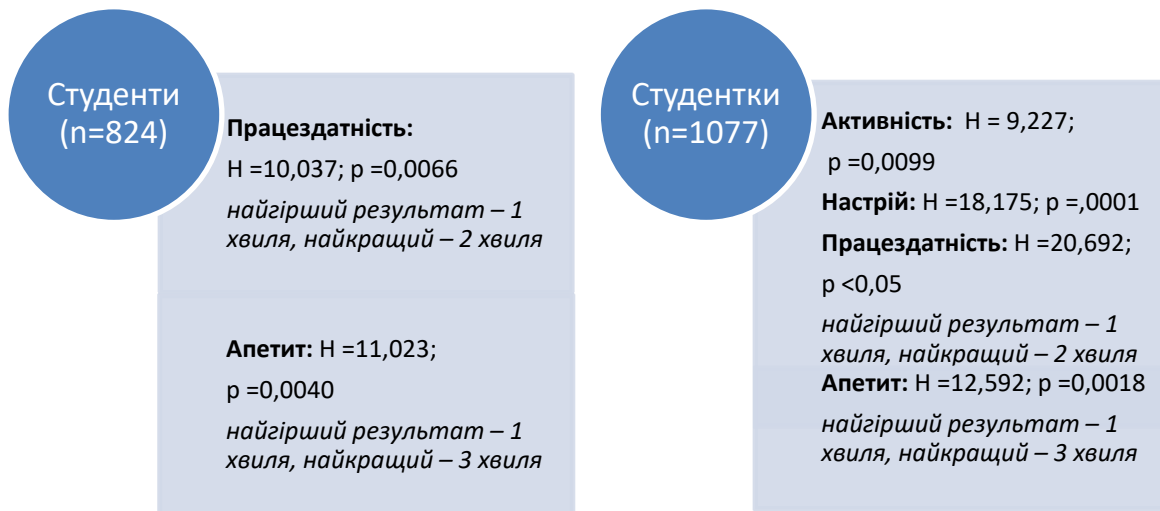 Студенти
(n=824)
Працездатність:
H =10,037; p =0,0066
найгірший результат – 1
хвиля, найкращий – 2 хвиля
Апетит: H =11,023;
p =0,0040
найгірший результат – 1
хвиля, найкращий – 3 хвиля
Студентки
(n=1077)
Активність: H = 9,227;
p =0,0099
Настрій: H =18,175; p =,0001
Працездатність: H =20,692;
p <0,05
найгірший результат – 1
хвиля, найкращий – 2 хвиля
Апетит: H =12,592; p =0,0018
найгірший результат – 1
хвиля, найкращий – 3 хвиля